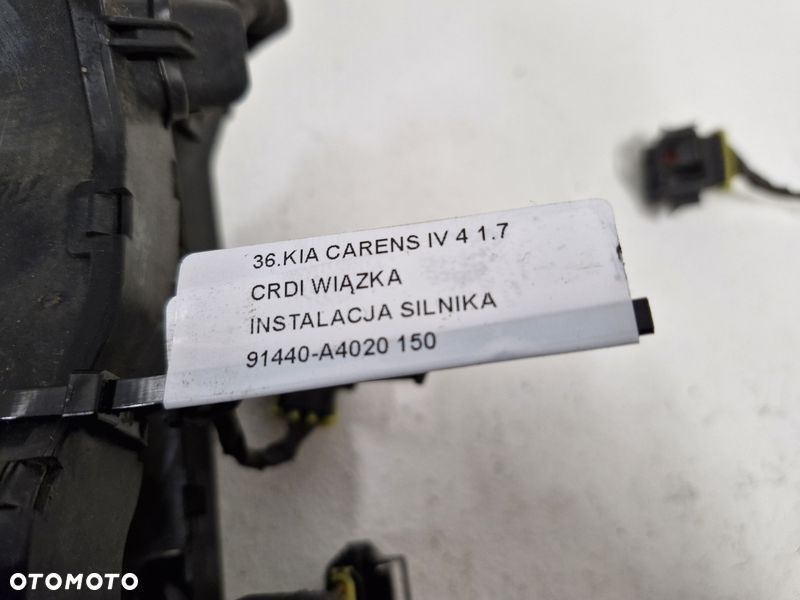 36.KIA CARENS IV 4 1.7
CRDI WIĄZKA
INSTALACJA SILNIKA
91440-A4020 150
OTOMOTO